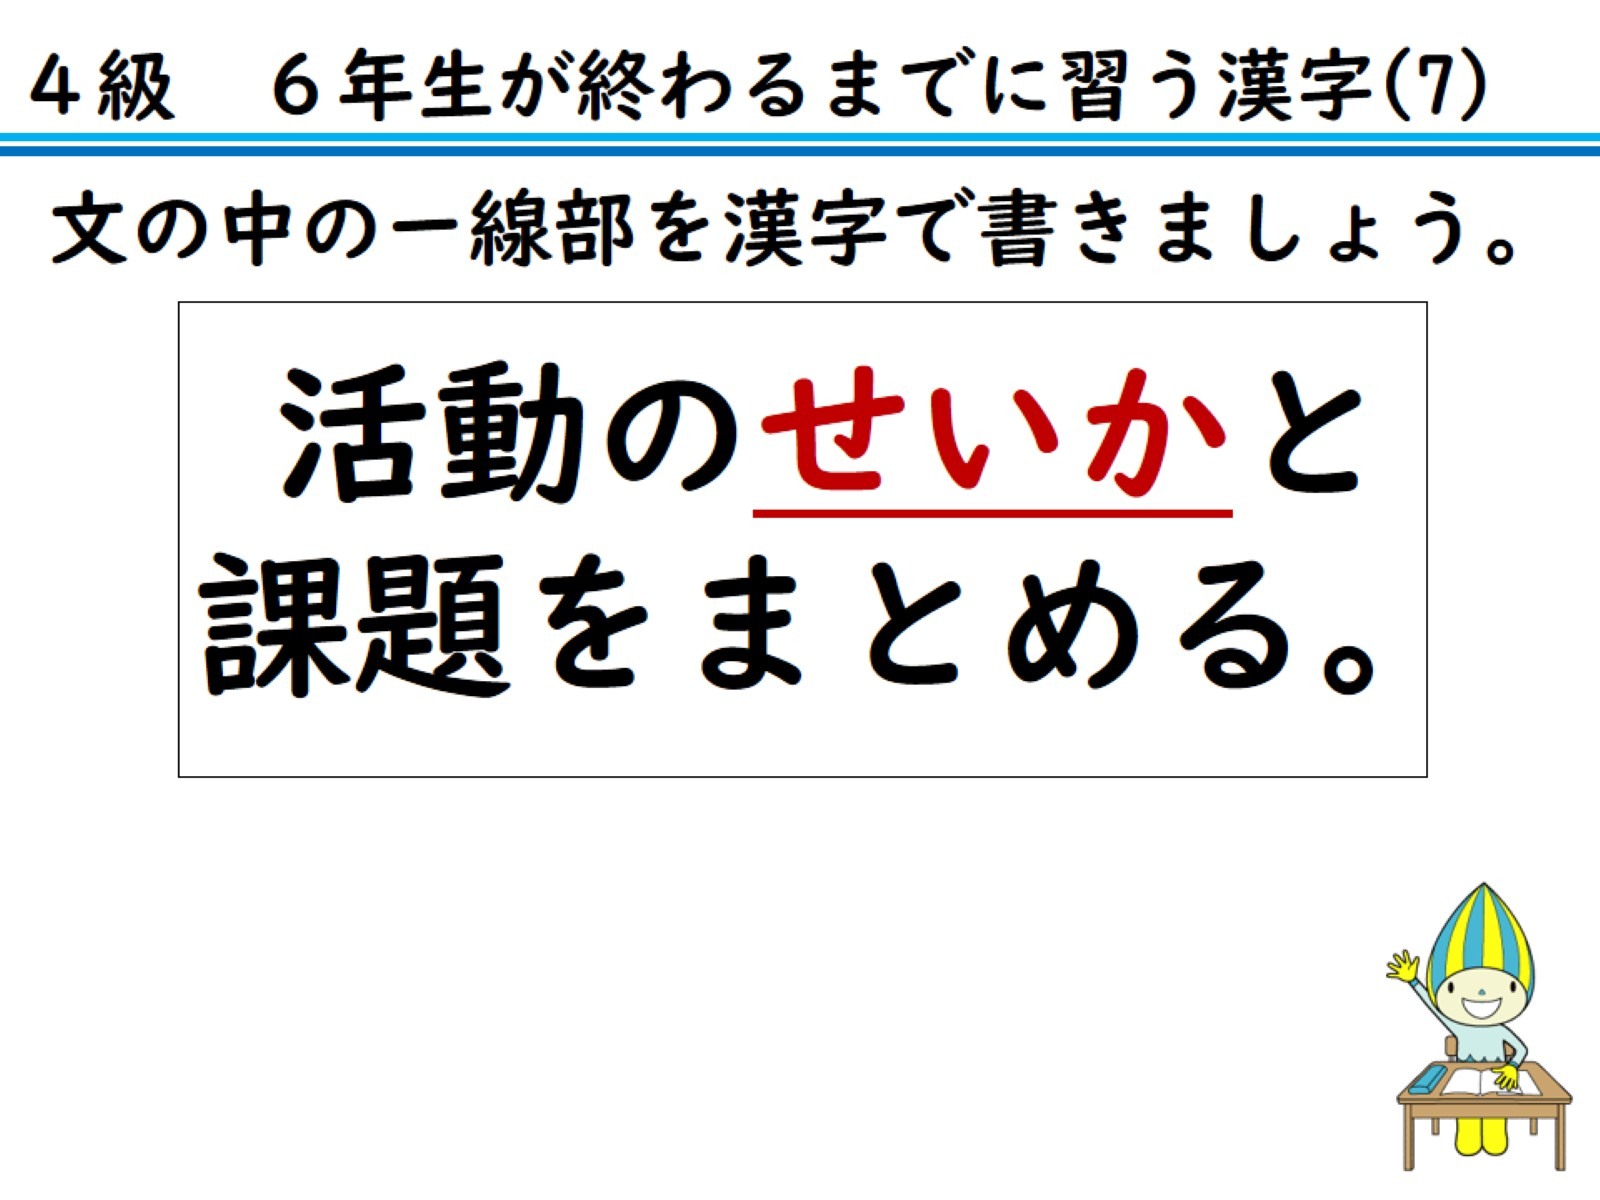 ４級　６年生が終わるまでに習う漢字(7)
文の中の一線部を漢字で書きましょう。
活動のせいかと
課題をまとめる。